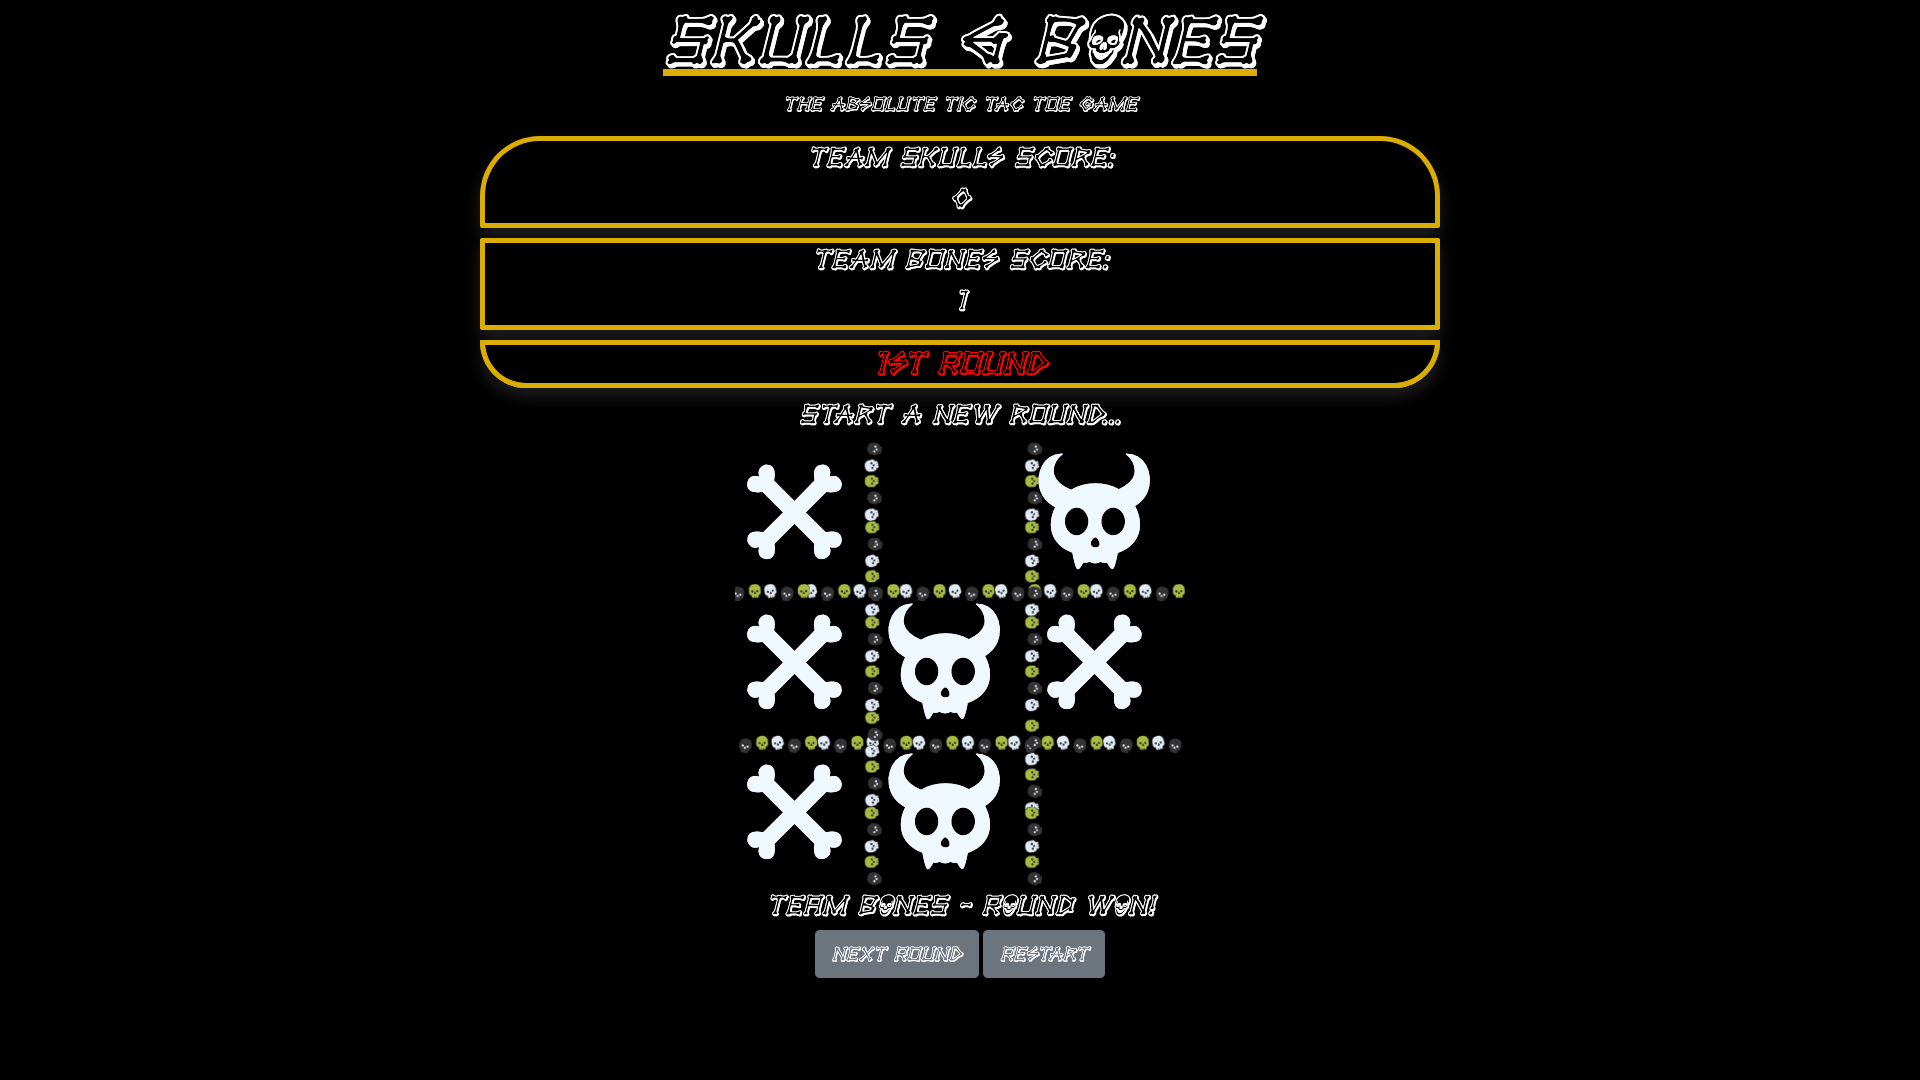 SKULLS & BONES
THE ABSOLUTE TIC TAC TOE GAME
TEAM SKULLS SCORE:
0
TEAM BONES SCORE:
1
1ST ROUND
START A NEW ROUND...
TEAM BONES - ROUND WON!
NEXT ROUND RESTART